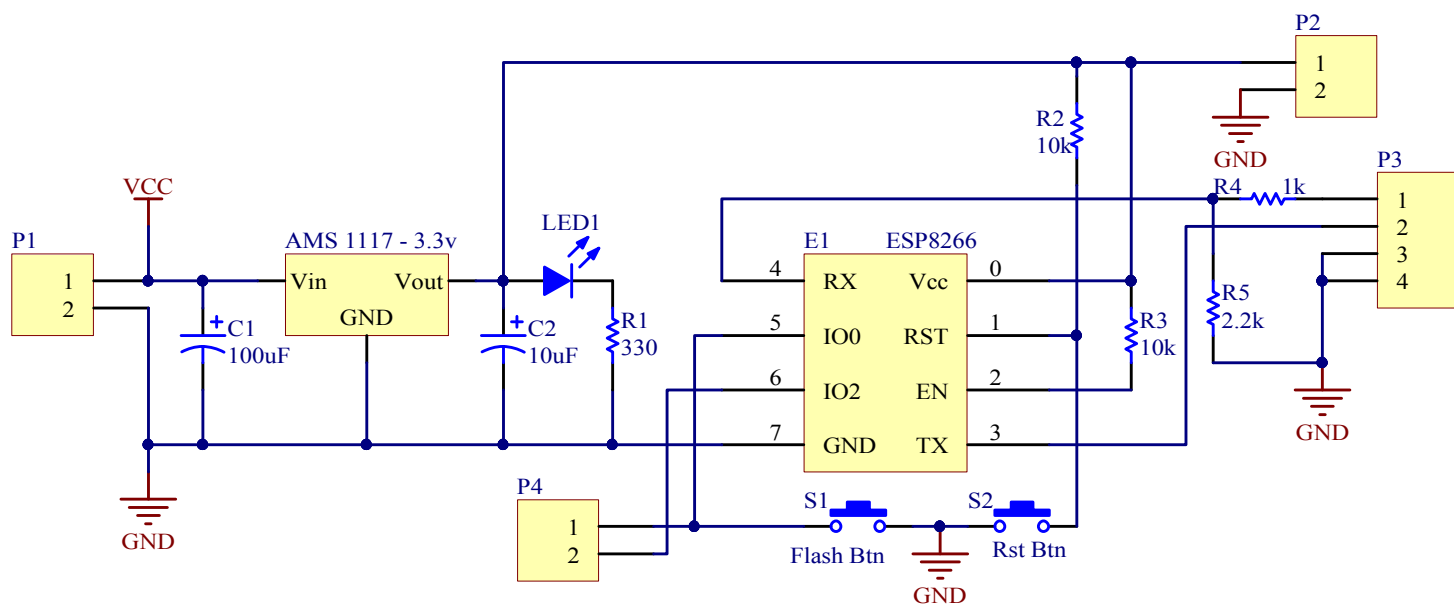 P2
1
2
GND
R2
10k
P3
1
2
3
4
R4
1k
VCC
P1
1
2
AMS 1117 - 3.3v
Vin
Vout
GND
LED1
E1
ESP8266
4
RX
Vcc
0
5
IO0
RST
1
6
IO2
EN
2
7
GND
TX
3
+
C1
100uF
+
C2
10uF
R1
330
R3
10k
R5
2.2k
GND
GND
P4
1
2
S1
Flash Btn
S2
Rst Btn
GND